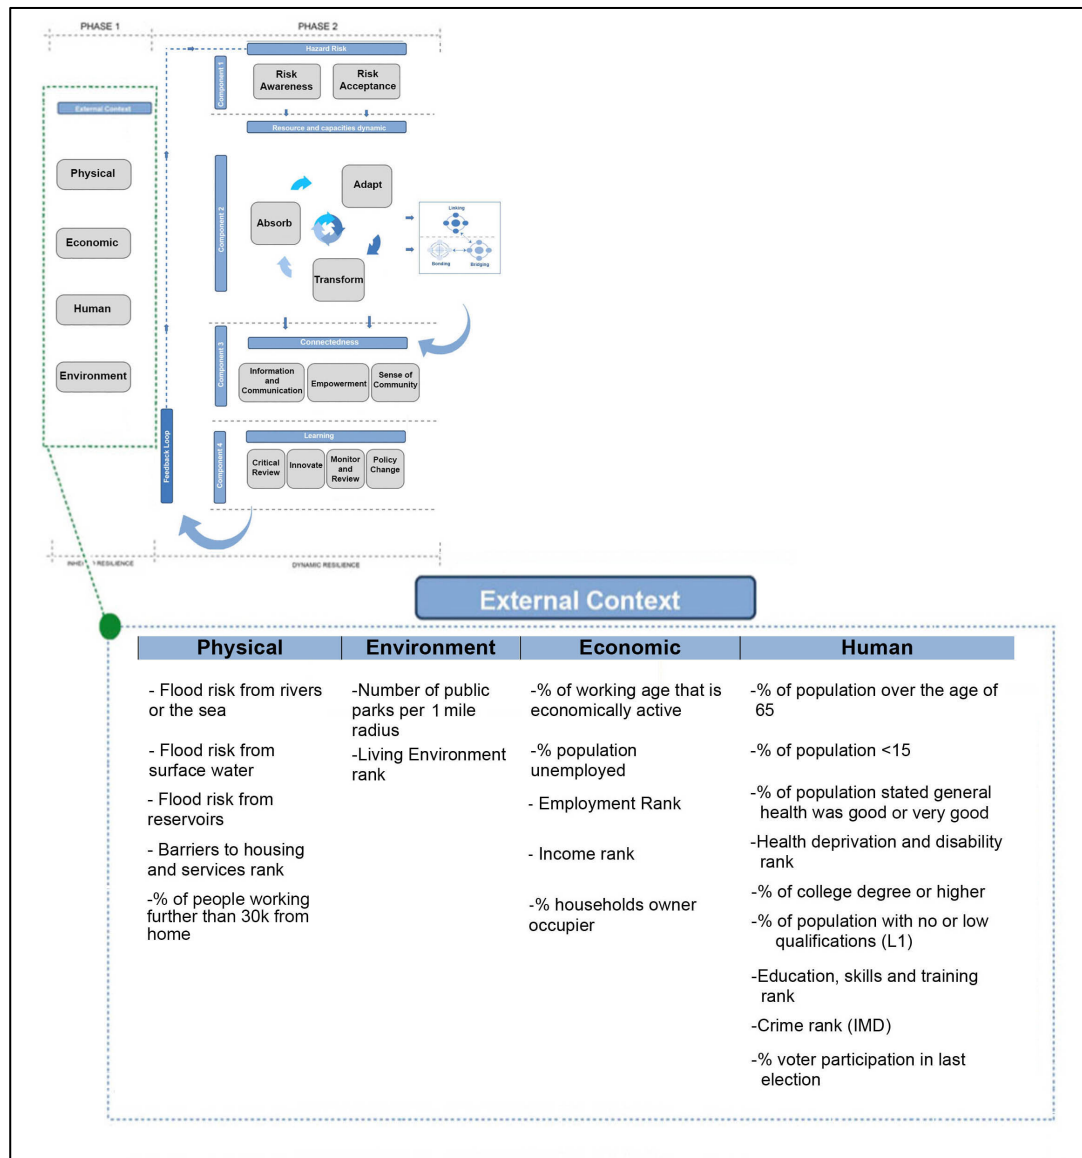 PHASE 1
PHASE 2
Hazard Risk
Component 1
Risk
Awareness
Risk
Acceptance
External Context
Resource and capacities dynamic
Physical
Economic
Human
Environment
Component 2
Adapt
Absorb
Transform
Linking
Bonding
Bridging
Component 3
Connectedness
Information
and
Communication
Empowerment
Sense of
Community
Feedback Loop
Component 4
Learning
Critical
Review
Innovate
Monitor
and
Review
Policy
Change
RESILIENCE
DYNAMIC RESILIENCE
External Context
Physical
- Flood risk from rivers
or the sea
- Flood risk from
surface water
- Flood risk from
reservoirs
- Barriers to housing
and services rank
-% of people working
further than 30k from
home
Environment
-Number of public
parks per 1 mile
radius
-Living Environment
rank
Economic
-% of working age that is
economically active
-% population
unemployed
- Employment Rank
- Income rank
-% households owner
occupier
Human
-% of population over the age of
65
-% of population <15
-% of population stated general
health was good or very good
-Health deprivation and disability
rank
-% of college degree or higher
-% of population with no or low
qualifications (L1)
-Education, skills and training
rank
-Crime rank (IMD)
-% voter participation in last
election